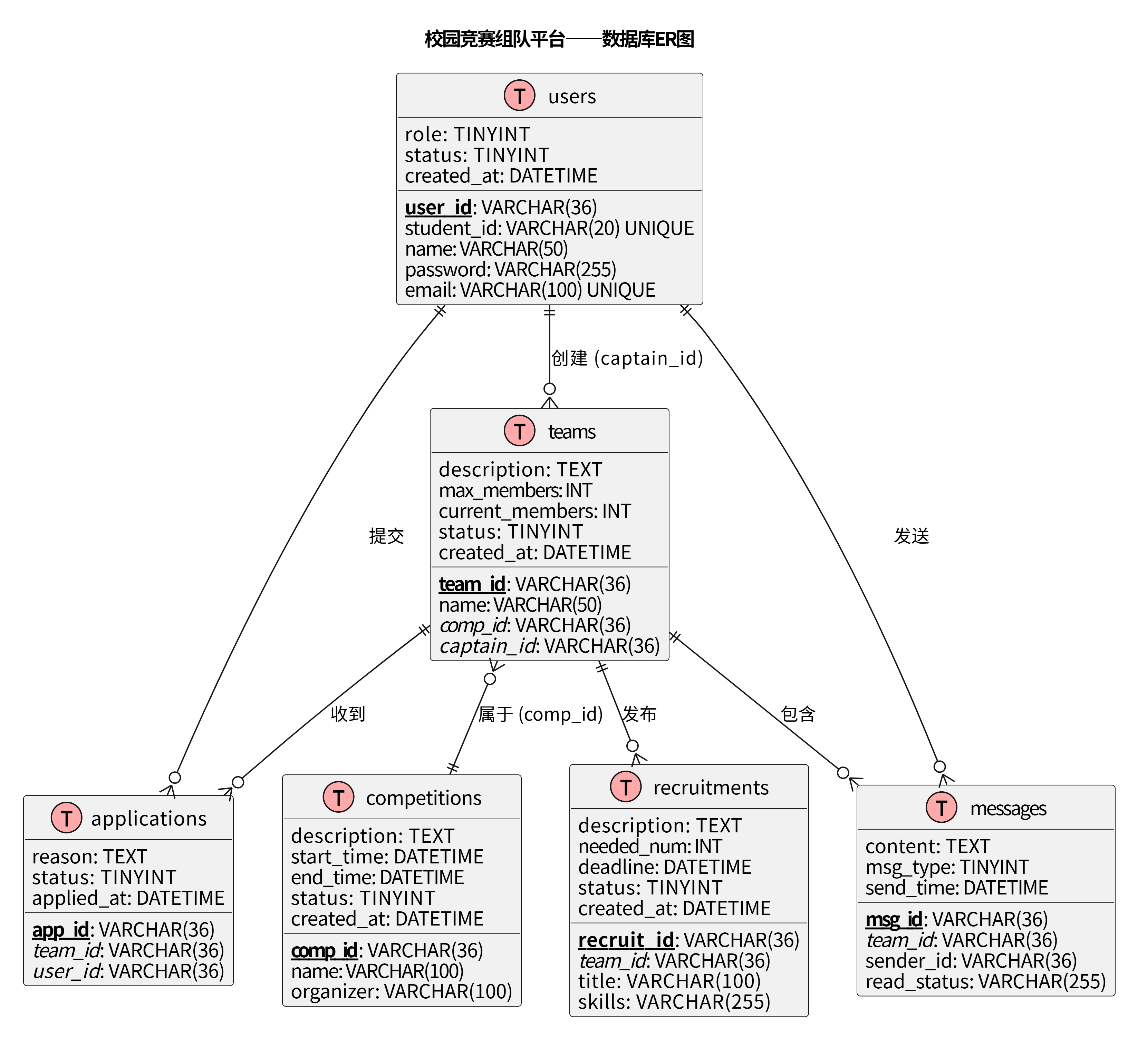 校园竞赛组队平台——数据库ER图
T users
role: TINYINT
status: TINYINT
created_at: DATETIME
user_id: VARCHAR(36)
student_id: VARCHAR(20) UNIQUE
name: VARCHAR(50)
password: VARCHAR(255)
email: VARCHAR(100) UNIQUE
创建 (captain_id)
T teams
description: TEXT
max_members: INT
current_members: INT
status: TINYINT
created_at: DATETIME
team_id: VARCHAR(36)
name: VARCHAR(50)
comp_id: VARCHAR(36)
captain_id: VARCHAR(36)
提交
发送
收到
属于 (comp_id)
发布
包含
T applications
reason: TEXT
status: TINYINT
applied_at: DATETIME
app_id: VARCHAR(36)
team_id: VARCHAR(36)
user_id: VARCHAR(36)
T competitions
description: TEXT
start_time: DATETIME
end_time: DATETIME
status: TINYINT
created_at: DATETIME
comp_id: VARCHAR(36)
name: VARCHAR(100)
organizer: VARCHAR(100)
T recruitments
description: TEXT
needed_num: INT
deadline: DATETIME
status: TINYINT
created_at: DATETIME
recruit_id: VARCHAR(36)
team_id: VARCHAR(36)
title: VARCHAR(100)
skills: VARCHAR(255)
T messages
content: TEXT
msg_type: TINYINT
send_time: DATETIME
msg_id: VARCHAR(36)
team_id: VARCHAR(36)
sender_id: VARCHAR(36)
read_status: VARCHAR(255)